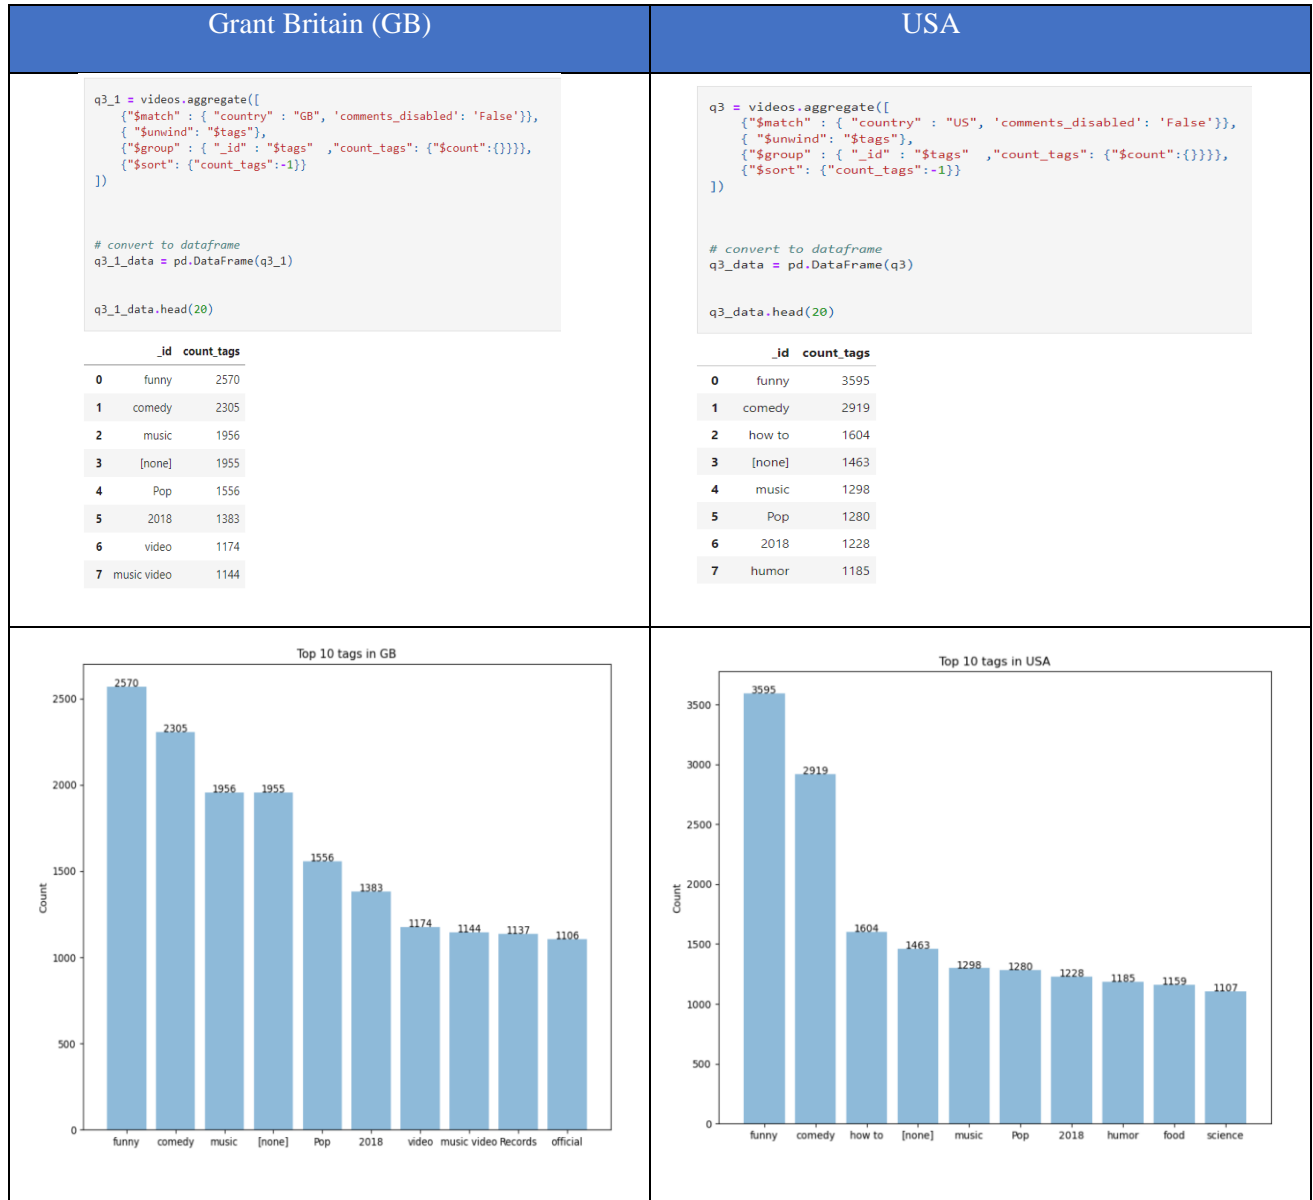 Grant Britain (GB)
USA
q3_1 = videos.aggregate([
{"$match" : { "country" : "GB", 'comments_disabled': 'False'}},
{ "$unwind": "$tags"},
{"$group" : { "_id" : "$tags"  ,"count_tags": {"$count":{}}}},
{"$sort": {"count_tags":-1}}
])
# convert to dataframe
q3_1_data = pd.DataFrame(q3_1)
q3_1_data.head(20)
_id count_tags
0 funny 2570
1 comedy 2305
2 music 1956
3 [none] 1955
4 Pop 1556
5 2018 1383
6 video 1174
7 music video 1144
q3 = videos.aggregate([
{"$match" : { "country" : "US", 'comments_disabled': 'False'}},
{ "$unwind": "$tags"},
{"$group" : { "_id" : "$tags"  ,"count_tags": {"$count":{}}}},
{"$sort": {"count_tags":-1}}
])
# convert to dataframe
q3_data = pd.DataFrame(q3)
q3_data.head(20)
_id count_tags
0 funny 3595
1 comedy 2919
2 how to 1604
3 [none] 1463
4 music 1298
5 Pop 1280
6 2018 1228
7 humor 1185
Top 10 tags in GB
2570
2305
1956 1955
1556
1383
1174 1144 1137 1106
2500
2000
1500
1000
500
0
Count
funny comedy music [none] Pop 2018 video music video Records official
Top 10 tags in USA
3595
2919
1604
1463
1298 1280 1228 1185 1159 1107
3500
3000
2500
2000
1500
1000
500
0
Count
funny comedy how to [none] music Pop 2018 humor food science